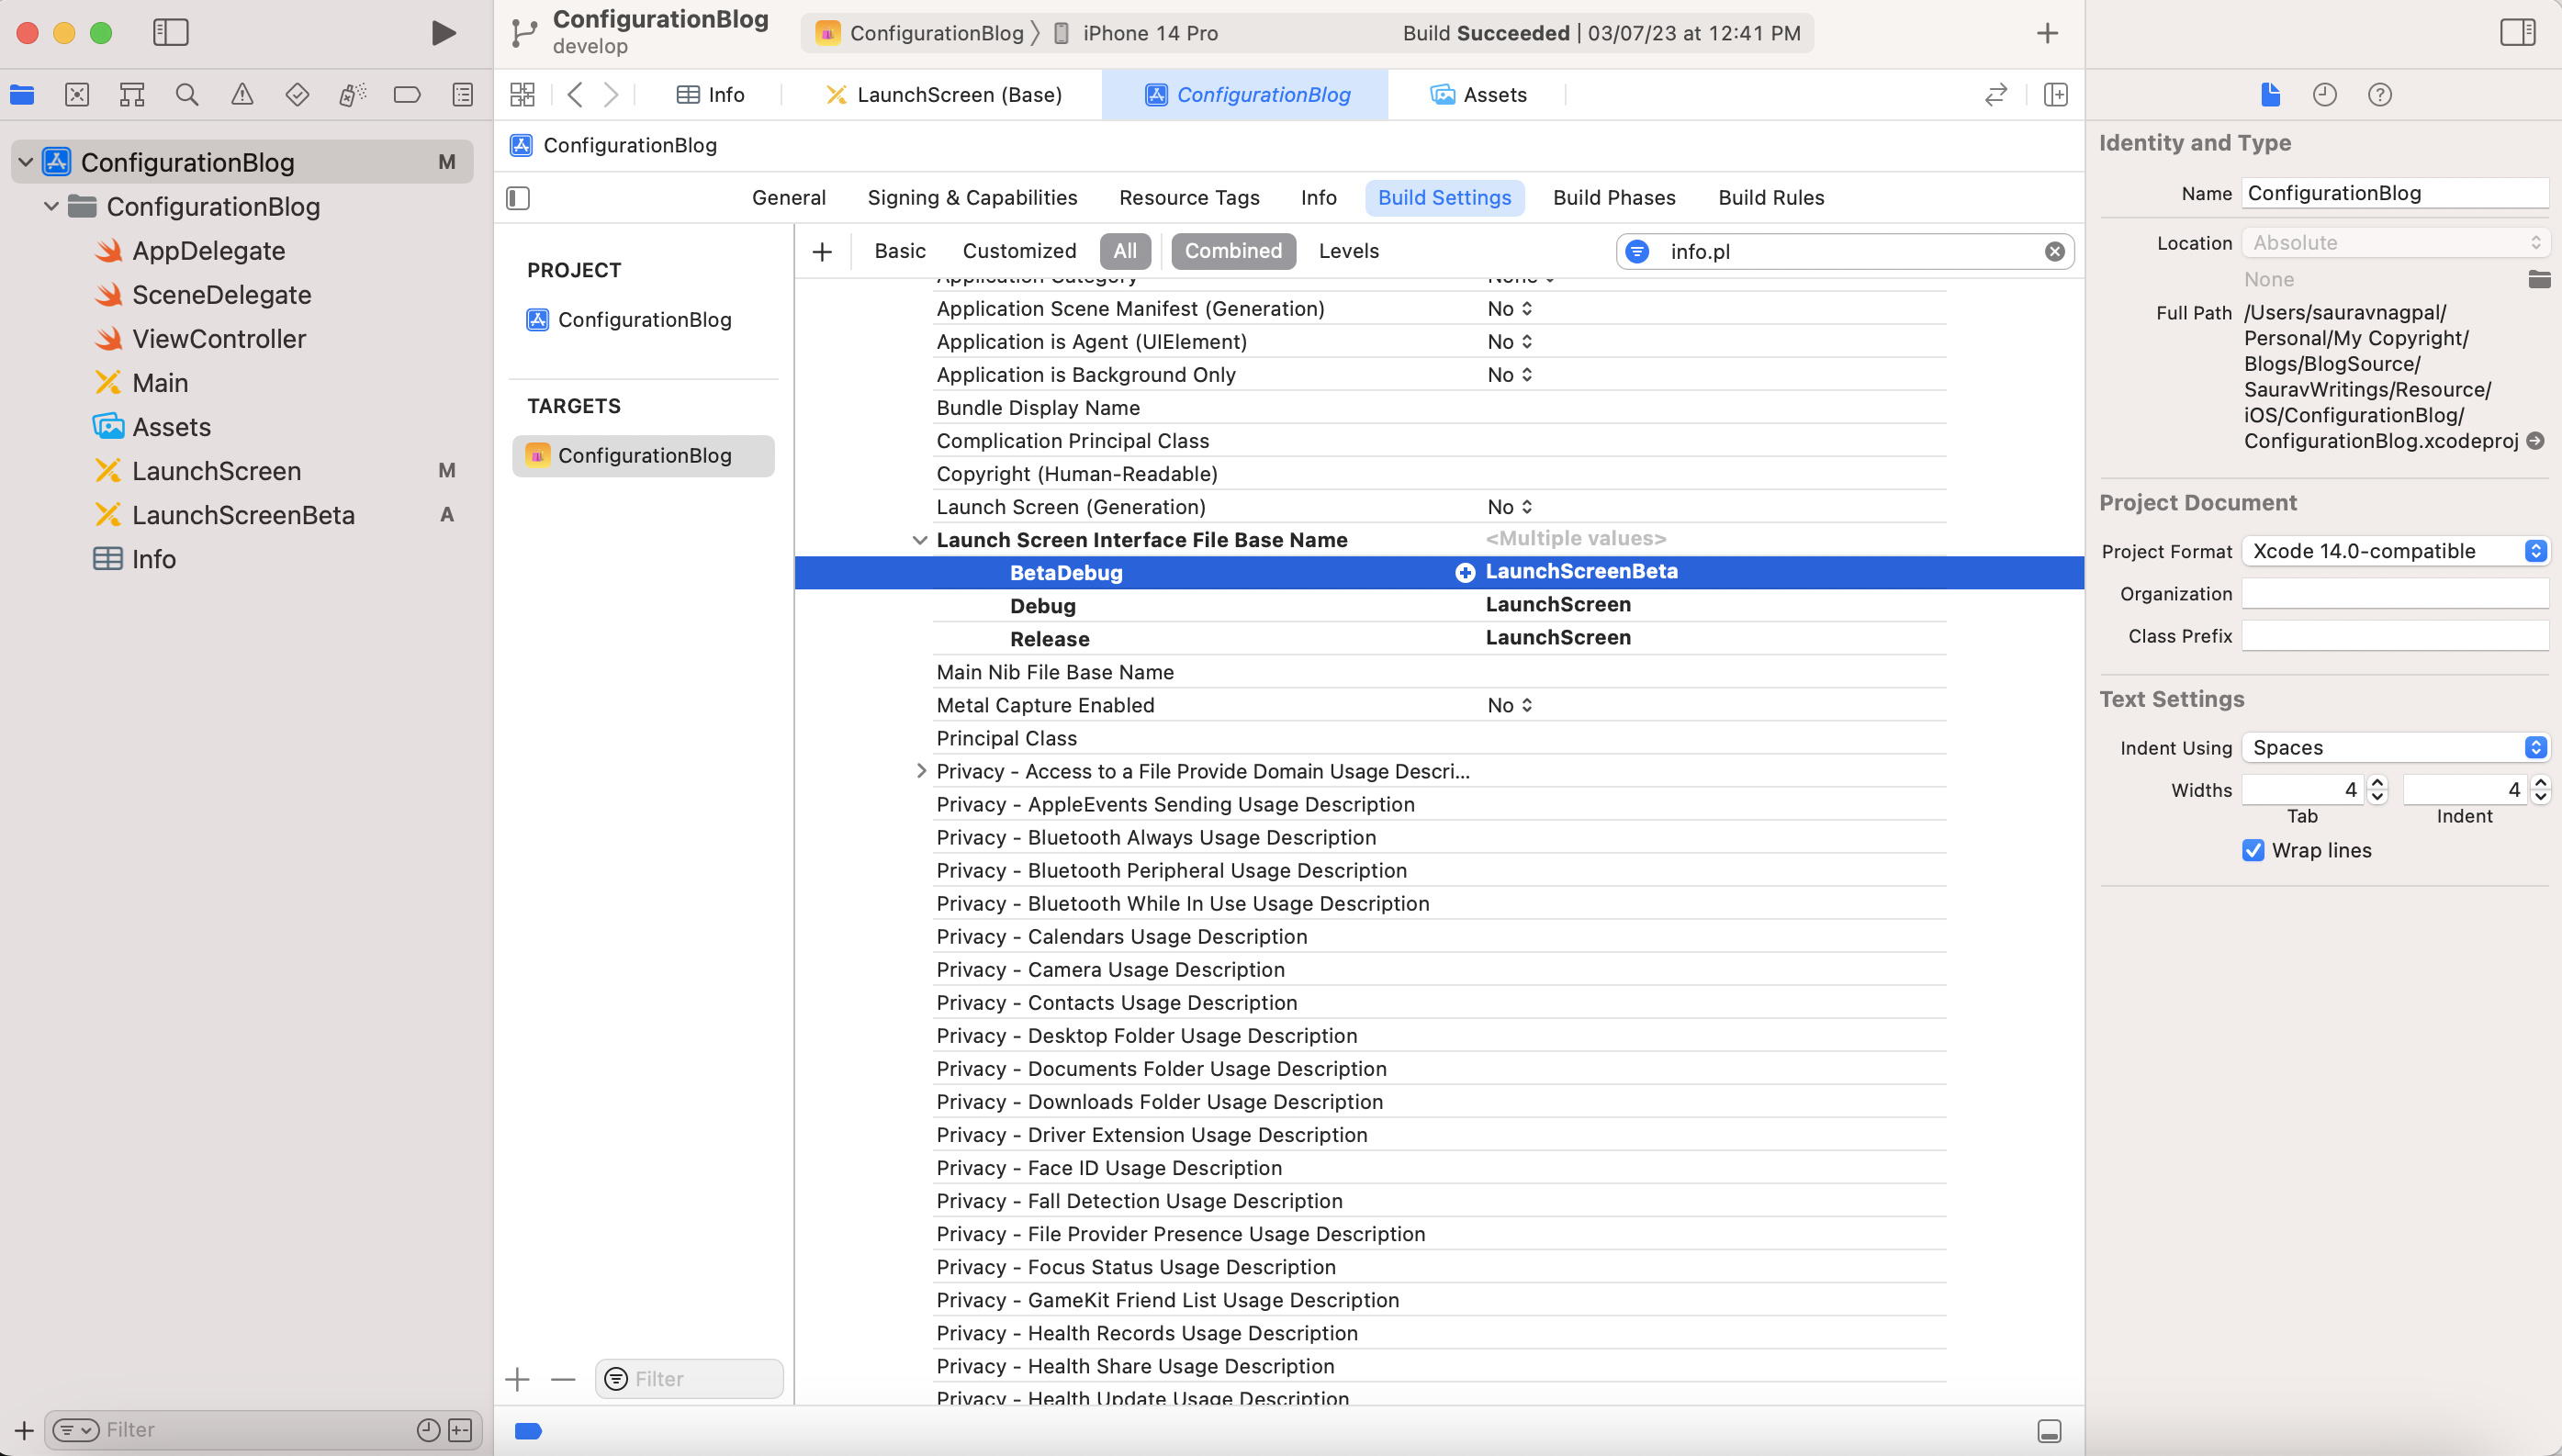 ConfigurationBlog
develop
ConfigurationBlog
iPhone 14 Pro
Build Succeeded | 03/07/23 at 12:41 PM
Info
LaunchScreen (Base)
ConfigurationBlog
Assets
ConfigurationBlog
ConfigurationBlog M
ConfigurationBlog
AppDelegate
SceneDelegate
ViewController
Main
Assets
LaunchScreen M
LaunchScreenBeta A
Info
Filter
General
Signing & Capabilities
Resource Tags
Info
Build Settings
Build Phases
Build Rules
PROJECT
ConfigurationBlog
TARGETS
ConfigurationBlog
Filter
Basic
Customized
All
Combined
Levels
info.pl
Application Category None
Application Scene Manifest (Generation) No
Application is Agent (UIElement) No
Application is Background Only No
Bundle Display Name
Complication Principal Class
Copyright (Human-Readable)
Launch Screen (Generation) No
Launch Screen Interface File Base Name <Multiple values>
BetaDebug LaunchScreenBeta
Debug LaunchScreen
Release LaunchScreen
Main Nib File Base Name
Metal Capture Enabled No
Principal Class
Privacy - Access to a File Provide Domain Usage Descri...
Privacy - AppleEvents Sending Usage Description
Privacy - Bluetooth Always Usage Description
Privacy - Bluetooth Peripheral Usage Description
Privacy - Bluetooth While In Use Usage Description
Privacy - Calendars Usage Description
Privacy - Camera Usage Description
Privacy - Contacts Usage Description
Privacy - Desktop Folder Usage Description
Privacy - Documents Folder Usage Description
Privacy - Downloads Folder Usage Description
Privacy - Driver Extension Usage Description
Privacy - Face ID Usage Description
Privacy - Fall Detection Usage Description
Privacy - File Provider Presence Usage Description
Privacy - Focus Status Usage Description
Privacy - GameKit Friend List Usage Description
Privacy - Health Records Usage Description
Privacy - Health Share Usage Description
Privacy - Health Update Usage Description
Identity and Type
Name ConfigurationBlog
Location Absolute
None
Full Path /Users/sauravnagpal/
Personal/My Copyright/
Blogs/BlogSource/
SauravWritings/Resource/
iOS/ConfigurationBlog/
ConfigurationBlog.xcodeproj
Project Document
Project Format Xcode 14.0-compatible
Organization
Class Prefix
Text Settings
Indent Using Spaces
Widths 4 4
Tab Indent
Wrap lines